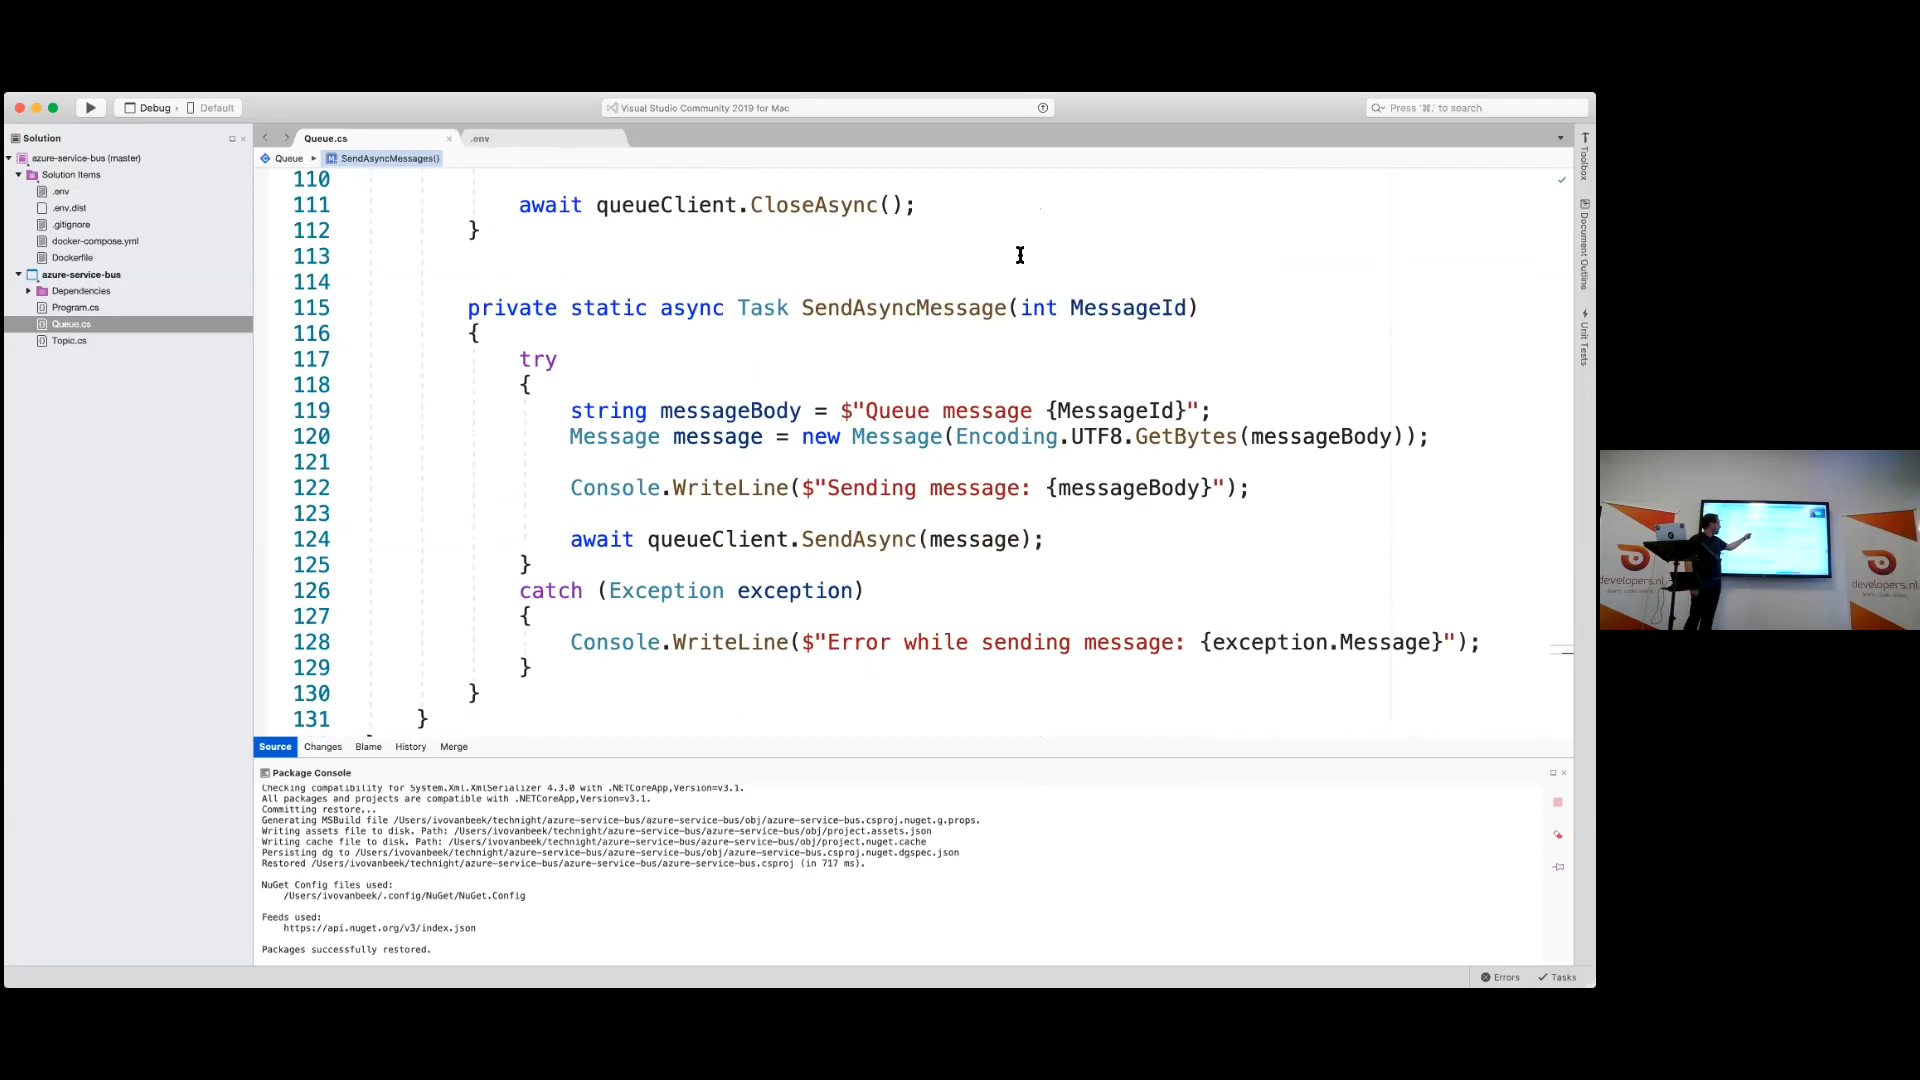 Debug › Default
Visual Studio Community 2019 for Mac
Press '⌘.' to search
Solution
azure-service-bus (master)
Solution Items
.env
.env.dist
.gitignore
docker-compose.yml
Dockerfile
azure-service-bus
Dependencies
Program.cs
Queue.cs
Topic.cs
Queue.cs
.env
Queue
SendAsyncMessages()
110
111 await queueClient.CloseAsync();
112 }
113
114
115 private static async Task SendAsyncMessage(int MessageId)
116 {
117 try
118 {
119 string messageBody = $"Queue message {MessageId}";
120 Message message = new Message(Encoding.UTF8.GetBytes(messageBody));
121
122 Console.WriteLine($"Sending message: {messageBody}");
123
124 await queueClient.SendAsync(message);
125 }
126 catch (Exception exception)
127 {
128 Console.WriteLine($"Error while sending message: {exception.Message}");
129 }
130 }
131 }
Source Changes Blame History Merge
Package Console
Checking compatibility for System.Xml.XmlSerializer 4.3.0 with .NETCoreApp,Version=v3.1.
All packages and projects are compatible with .NETCoreApp,Version=v3.1.
Committing restore...
Generating MSBuild file /Users/ivovanbeek/technight/azure-service-bus/azure-service-bus/obj/azure-service-bus.csproj.nuget.g.props.
Writing assets file to disk. Path: /Users/ivovanbeek/technight/azure-service-bus/azure-service-bus/obj/project.assets.json
Writing cache file to disk. Path: /Users/ivovanbeek/technight/azure-service-bus/azure-service-bus/obj/project.nuget.cache
Persisting dg to /Users/ivovanbeek/technight/azure-service-bus/azure-service-bus/obj/azure-service-bus.csproj.nuget.dgspec.json
Restored /Users/ivovanbeek/technight/azure-service-bus/azure-service-bus/azure-service-bus.csproj (in 717 ms).
NuGet Config files used:
/Users/ivovanbeek/.config/NuGet/NuGet.Config
Feeds used:
https://api.nuget.org/v3/index.json
Packages successfully restored.
Errors
Tasks
Toolbox
Document Outline
Unit Tests
developers.nl
developers.nl